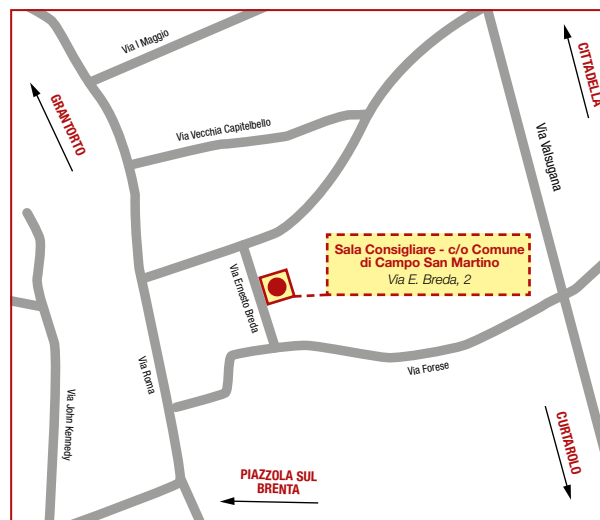 Via I Maggio
CITTADELLA
GRANTORTO
Via Vecchia Capitelbello
Via Valsugana
Sala Consigliare - c/o Comune
di Campo San Martino
Via E. Breda, 2
Via Ernesto Breda
Via Roma
Via Forese
Via John Kennedy
CURTAROLO
PIAZZOLA SUL
BRENTA